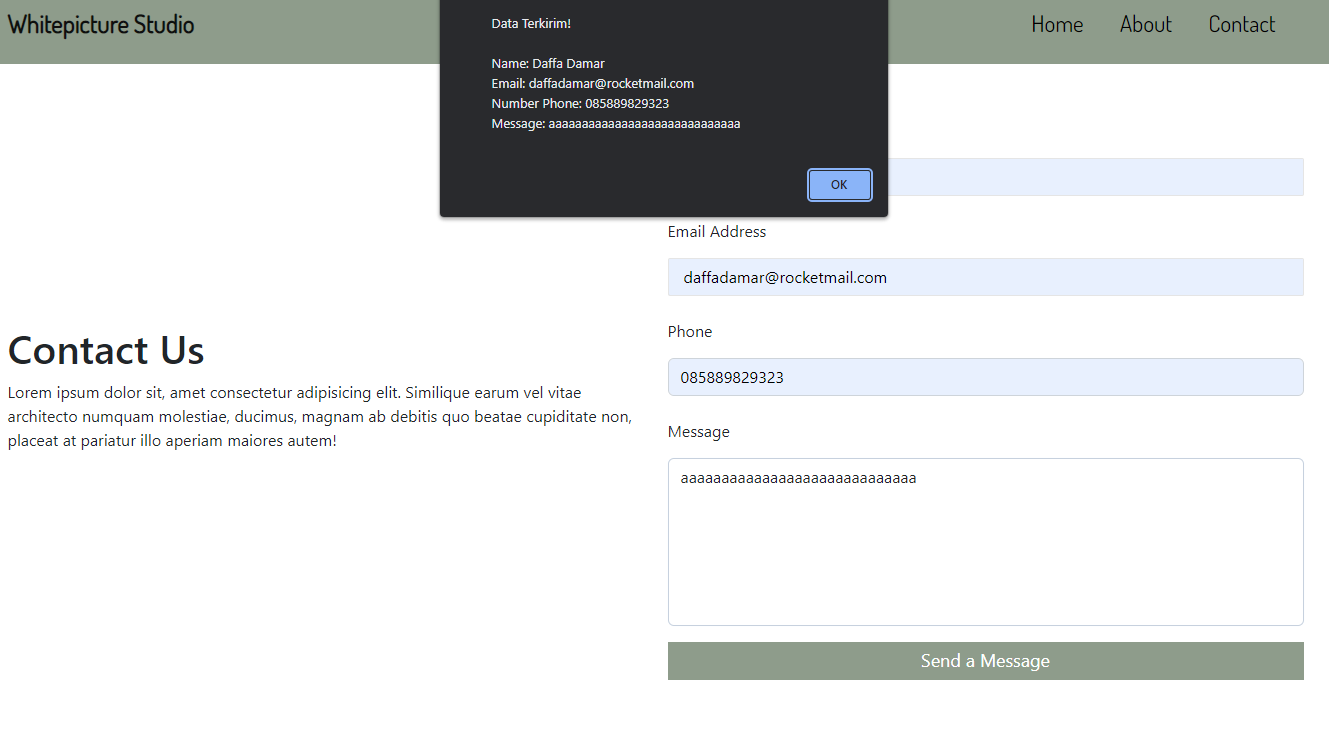 Whitepicture Studio
Home
About
Contact
Data Terkirim!
Name: Daffa Damar
Email: daffadamar@rocketmail.com
Number Phone: 085889829323
Message: aaaaaaaaaaaaaaaaaaaaaaaaaaaaa
OK
Contact Us
Lorem ipsum dolor sit, amet consectetur adipisicing elit. Similique earum vel vitae
architecto numquam molestiae, ducimus, magnam ab debitis quo beatae cupiditate non,
placeat at pariatur illo aperiam maiores autem!
Email Address
daffadamar@rocketmail.com
Phone
085889829323
Message
aaaaaaaaaaaaaaaaaaaaaaaaaaaaa
Send a Message